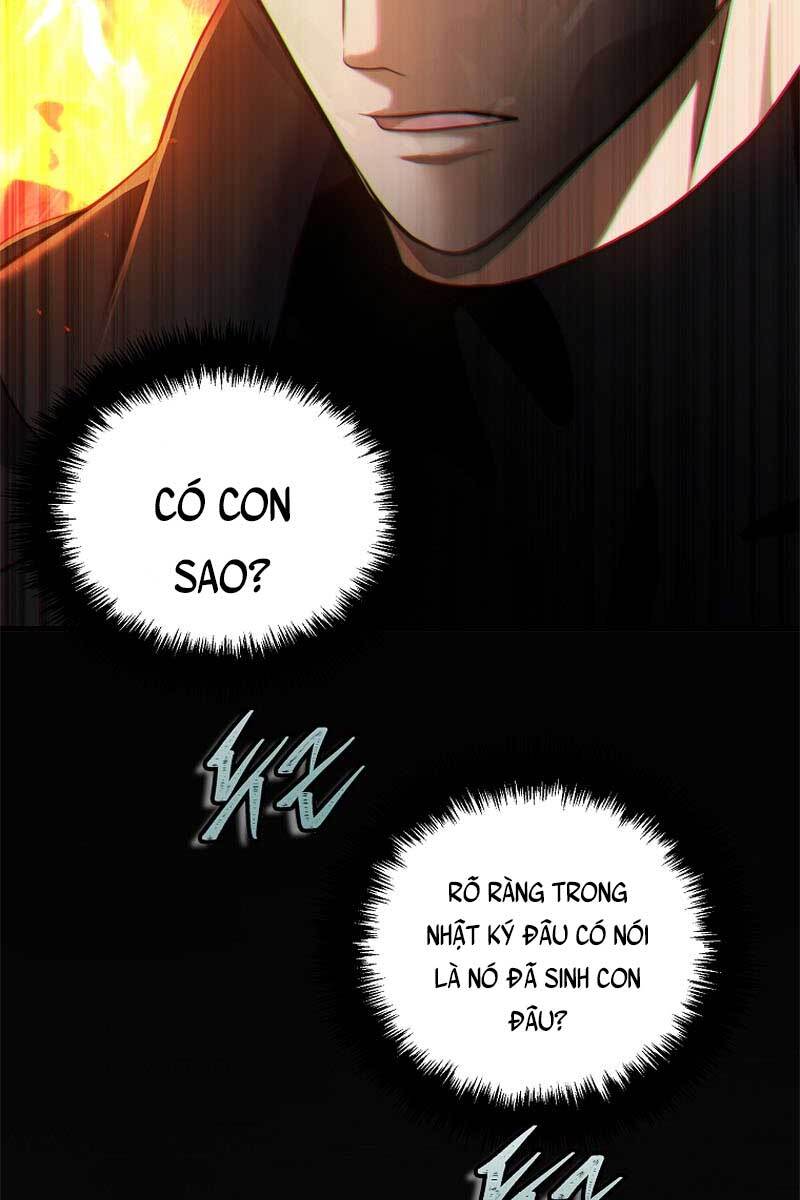 CÓ CON
SAO?
RÕ RÀNG TRONG
NHẬT KÝ ĐÂU CÓ NÓI
LÀ NÓ ĐÃ SINH CON
ĐÂU?